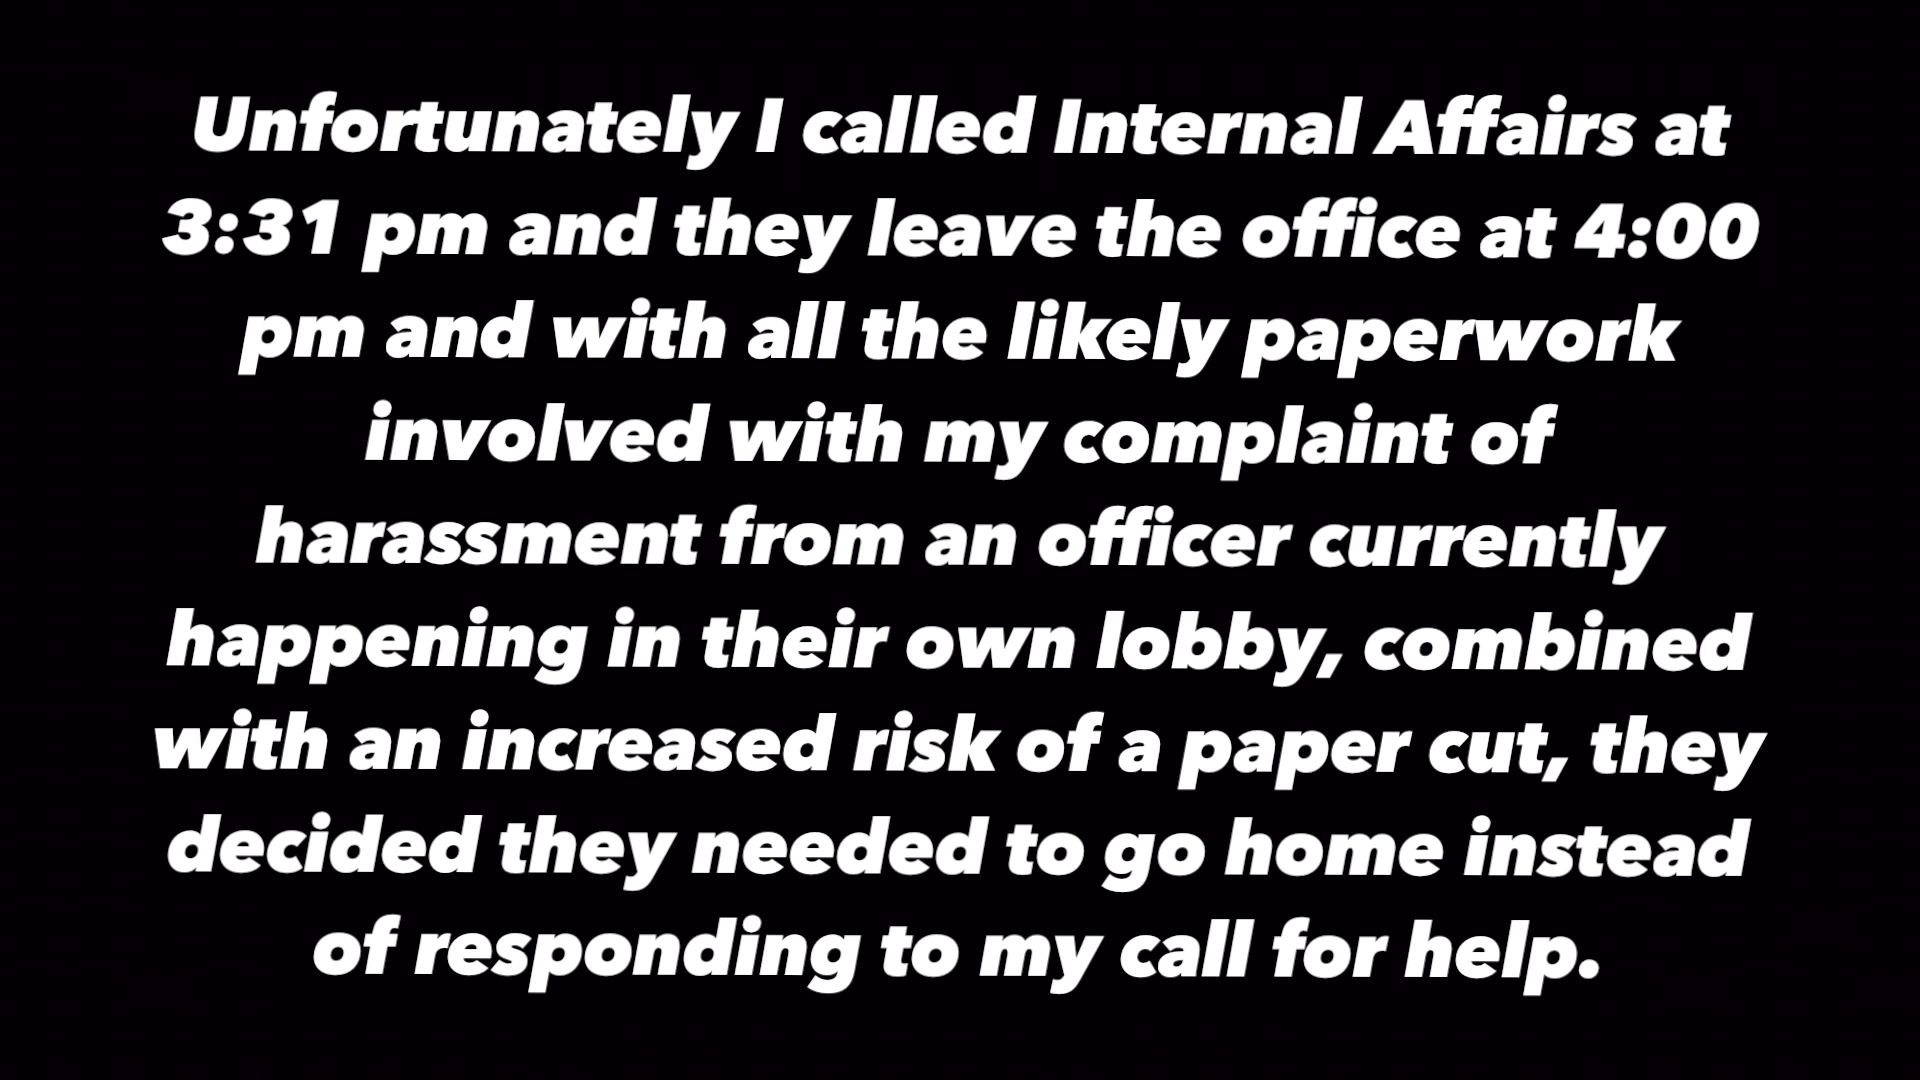 Unfortunately I called Internal Affairs at
3:31 pm and they leave the office at 4:00
pm and with all the likely paperwork
involved with my complaint of
harassment from an officer currently
happening in their own lobby, combined
with an increased risk of a paper cut, they
decided they needed to go home instead
of responding to my call for help.